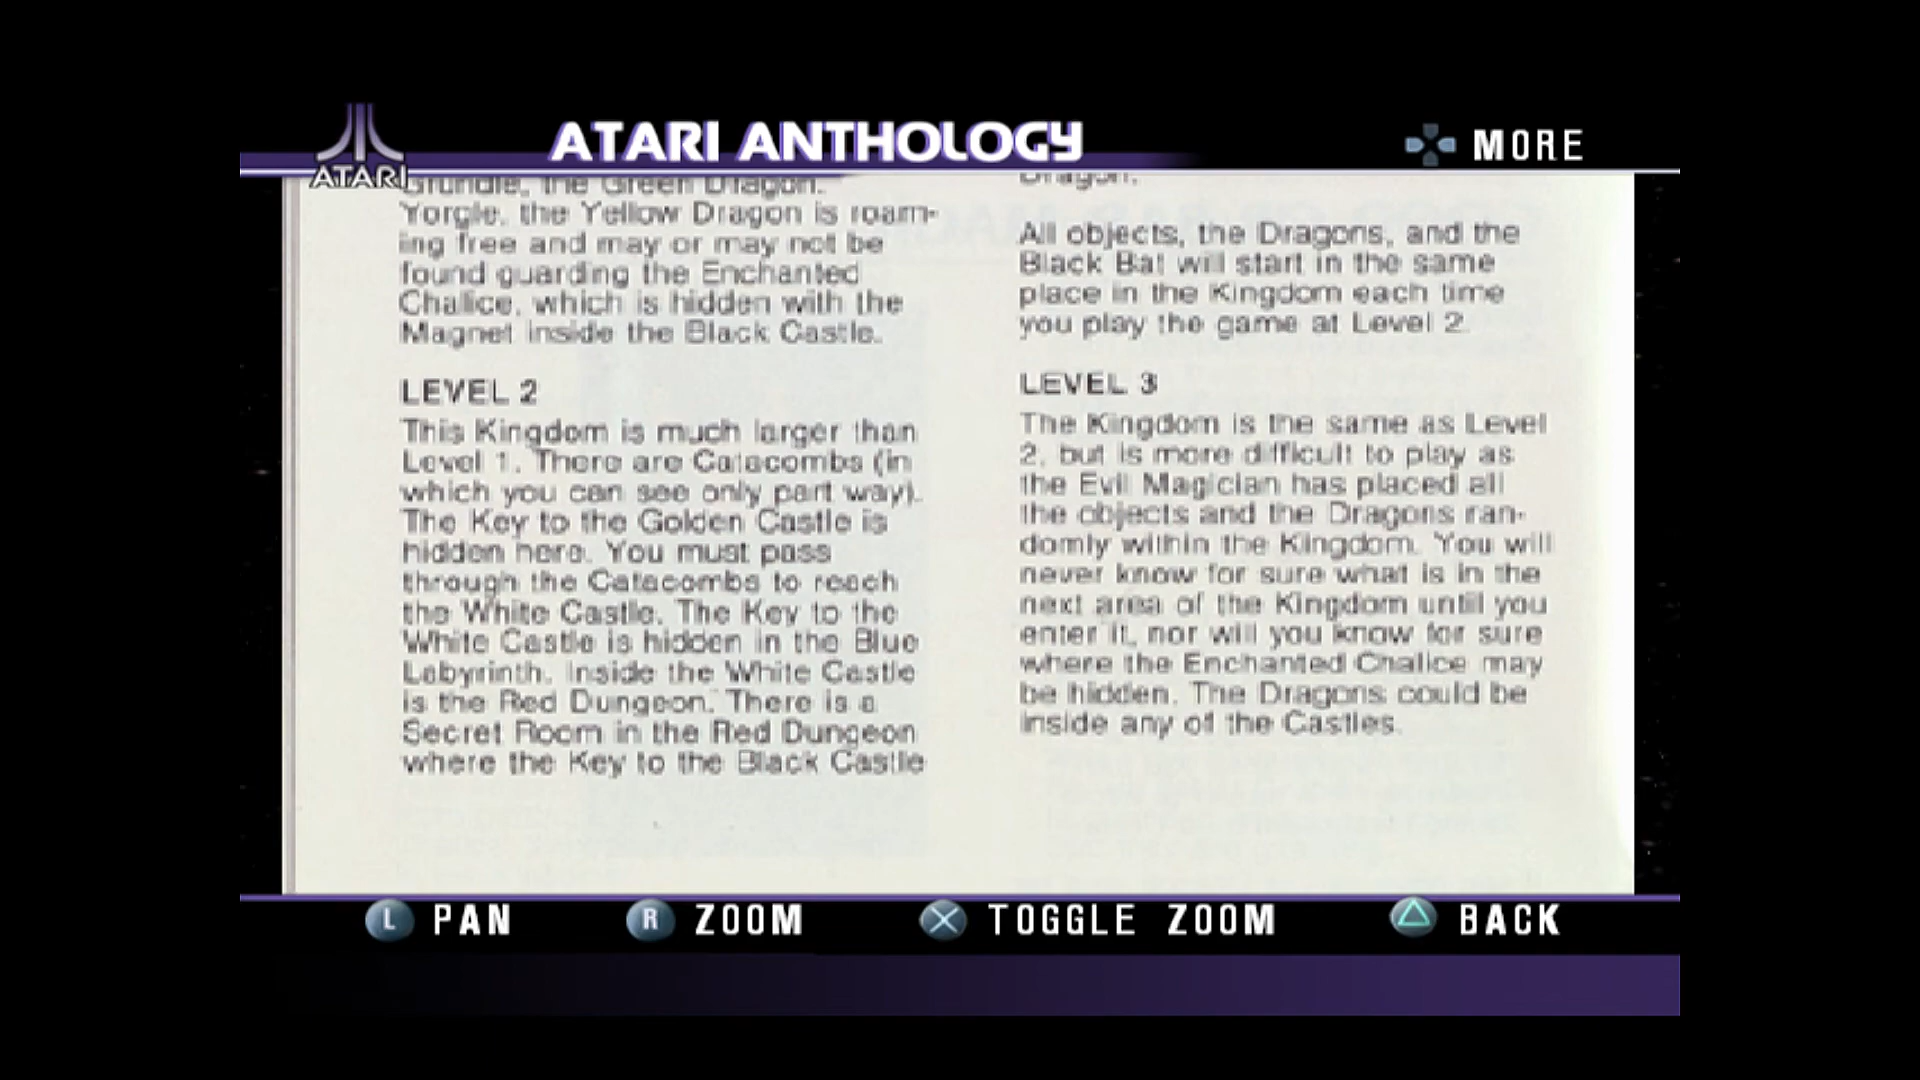 ATARI
ATARI ANTHOLOGY
MORE
Grundle, the Green Dragon.
Yorgle, the Yellow Dragon is roam-
ing free and may or may not be
found guarding the Enchanted
Chalice, which is hidden with the
Magnet inside the Black Castle.
LEVEL 2
This Kingdom is much larger than
Level 1. There are Catacombs (in
which you can see only part way).
The Key to the Golden Castle is
hidden here. You must pass
through the Catacombs to reach
the White Castle. The Key to the
White Castle is hidden in the Blue
Labyrinth. Inside the White Castle
is the Red Dungeon. There is a
Secret Room in the Red Dungeon
where the Key to the Black Castle
Dragon.
All objects, the Dragons, and the
Black Bat will start in the same
place in the Kingdom each time
you play the game at Level 2.
LEVEL 3
The Kingdom is the same as Level
2, but is more difficult to play as
the Evil Magician has placed all
the objects and the Dragons ran-
domly within the Kingdom. You will
never know for sure what is in the
next area of the Kingdom until you
enter it, nor will you know for sure
where the Enchanted Chalice may
be hidden. The Dragons could be
inside any of the Castles.
L PAN
R ZOOM
TOGGLE ZOOM
BACK